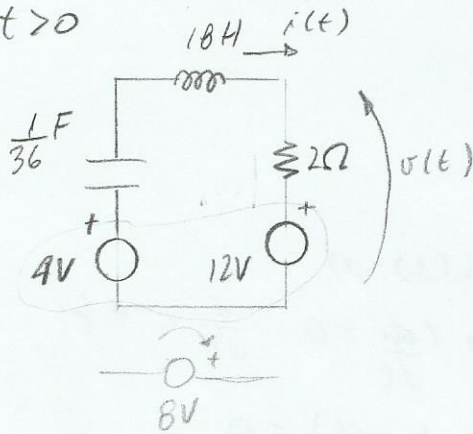 t>0
18H i(t)
1/36 F
2Ω
v(t)
+ +
4V 12V
+
8V